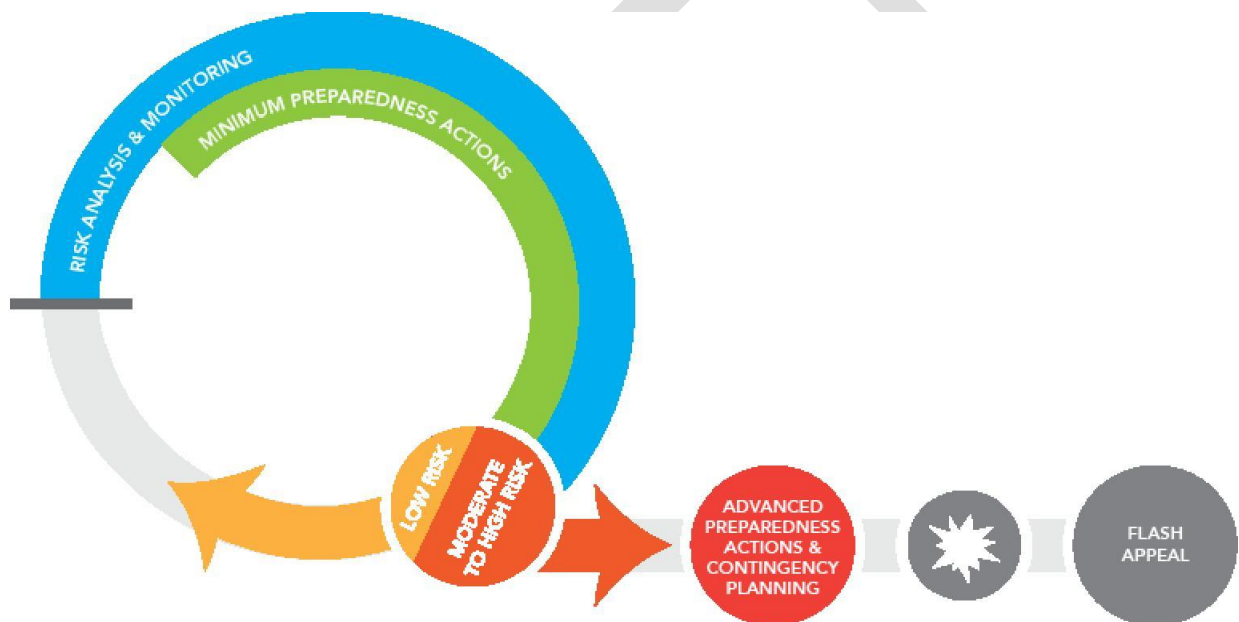 RISK ANALYSIS & MONITORING
MINIMUM PREPAREDNESS ACTIONS
LOW RISK
MODERATE
TO HIGH RISK
ADVANCED
PREPAREDNESS
ACTIONS &
CONTINGENCY
PLANNING
FLASH
APPEAL